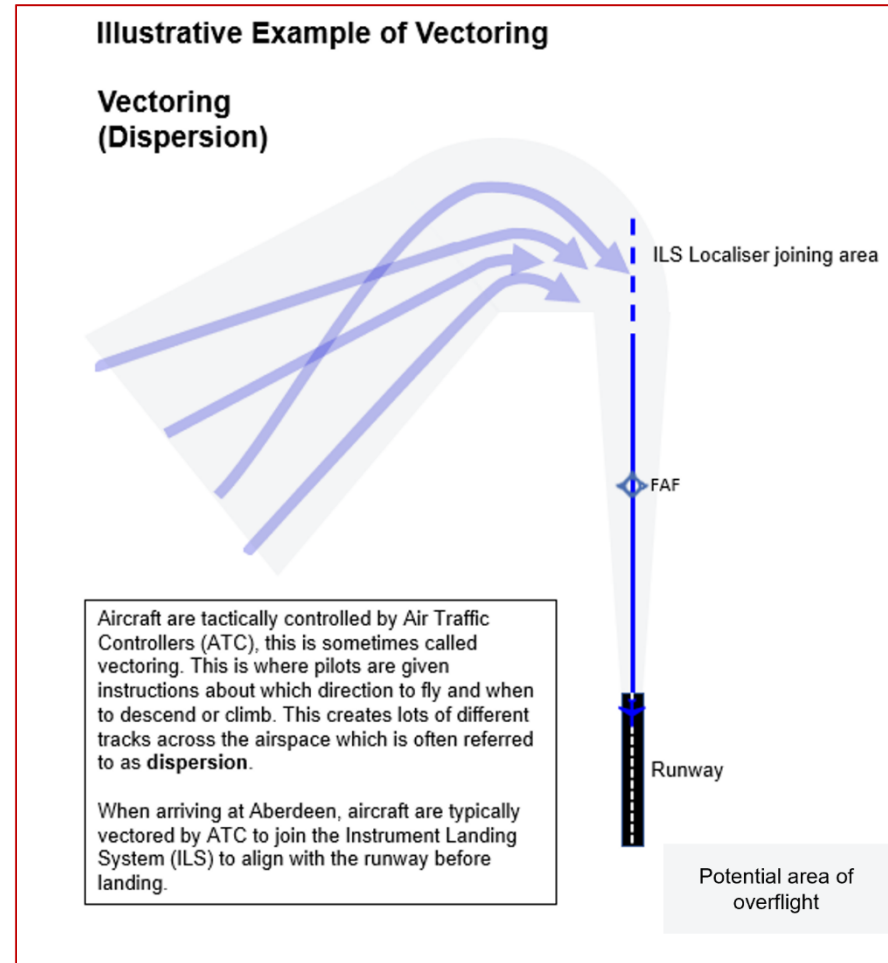 Illustrative Example of Vectoring
Vectoring
(Dispersion)
ILS Localiser joining area
FAF
Aircraft are tactically controlled by Air Traffic
Controllers (ATC), this is sometimes called
vectoring. This is where pilots are given
instructions about which direction to fly and when
to descend or climb. This creates lots of different
tracks across the airspace which is often referred
to as dispersion.
When arriving at Aberdeen, aircraft are typically
vectored by ATC to join the Instrument Landing
System (ILS) to align with the runway before
landing.
Runway
Potential area of
overflight